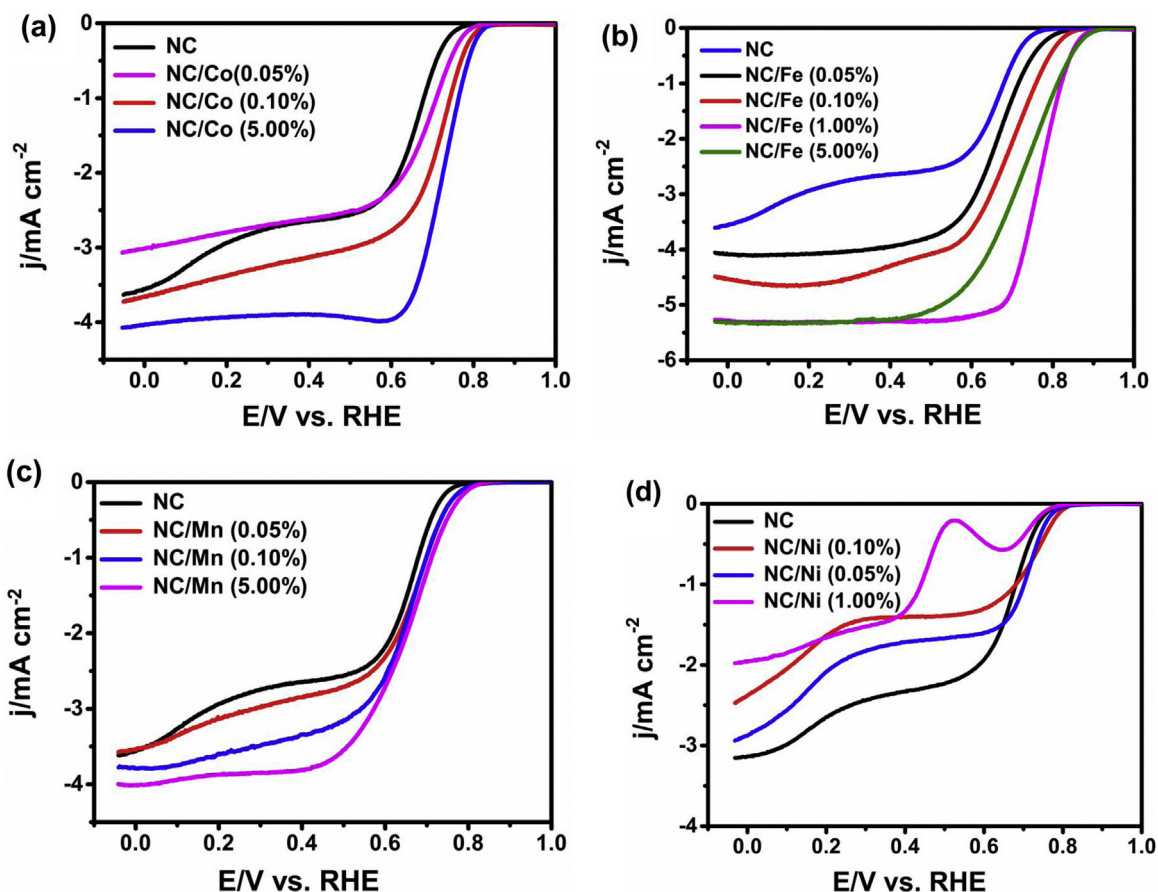 (a)
NC
NC/Co(0.05%)
NC/Co (0.10%)
NC/Co (5.00%)
0
-1
-2
-3
-4
j/mA cm-2
0.0 0.2 0.4 0.6 0.8 1.0
E/V vs. RHE
(b)
NC
NC/Fe (0.05%)
NC/Fe (0.10%)
NC/Fe (1.00%)
NC/Fe (5.00%)
0
-1
-2
-3
-4
-5
-6
j/mA cm-2
0.0 0.2 0.4 0.6 0.8 1.0
E/V vs. RHE
(c)
NC
NC/Mn (0.05%)
NC/Mn (0.10%)
NC/Mn (5.00%)
0
-1
-2
-3
-4
j/mA cm-2
0.0 0.2 0.4 0.6 0.8 1.0
E/V vs. RHE
(d)
NC
NC/Ni (0.10%)
NC/Ni (0.05%)
NC/Ni (1.00%)
0
-1
-2
-3
-4
j/mA cm-2
0.0 0.2 0.4 0.6 0.8 1.0
E/V vs. RHE